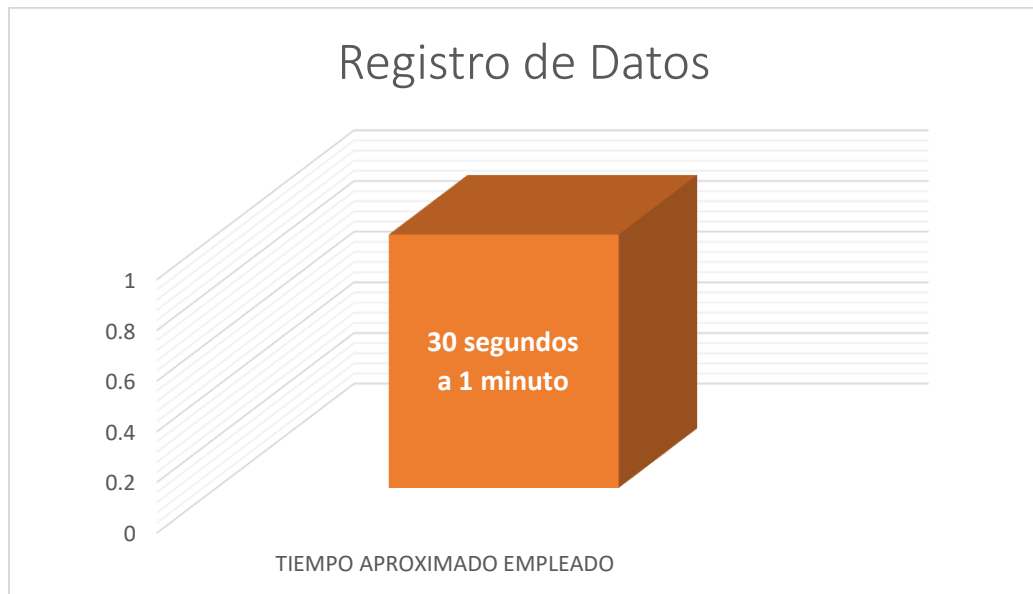 Registro de Datos
1
0.8
0.6
0.4
0.2
0
30 segundos
a 1 minuto
TIEMPO APROXIMADO EMPLEADO